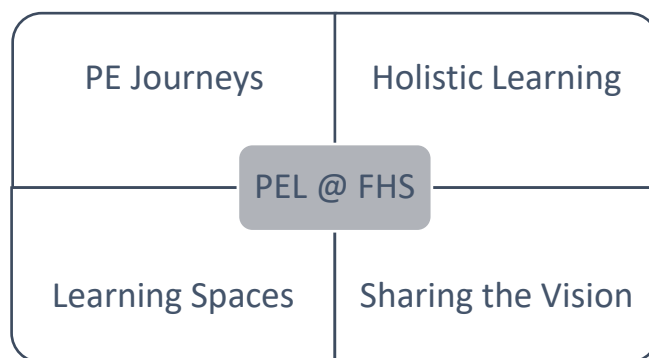 PE Journeys
Holistic Learning
PEL @ FHS
Learning Spaces
Sharing the Vision